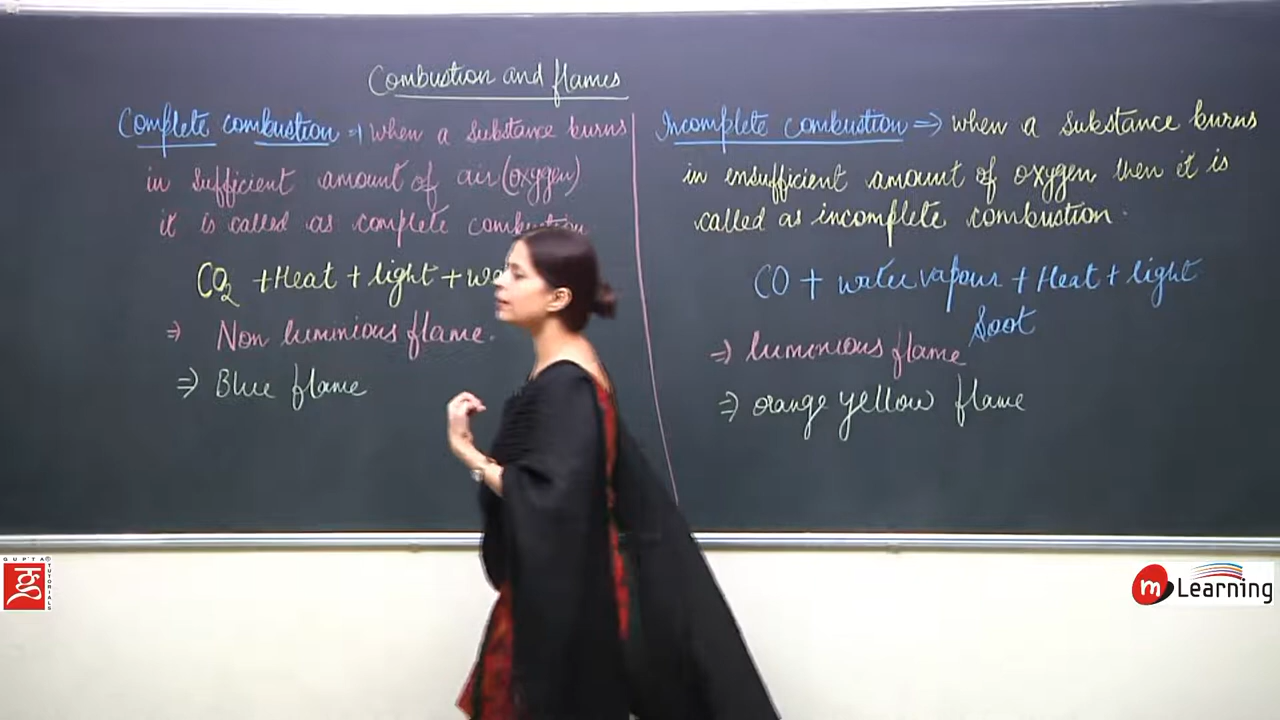 Combustion and flames
Complete combustion ⇒ when a substance burns
in sufficient amount of air (oxygen)
it is called as complete combustion
CO2 + Heat + light +
⇒ Non luminious flame.
⇒ Blue flame
Incomplete combustion ⇒ when a substance burns
in ensufficient amount of oxygen then it is
called as incomplete combustion.
CO + water vapour + Heat + light
Soot
⇒ luminious flame
⇒ orange yellow flame
GUPTA
TUTORIALS
m Learning